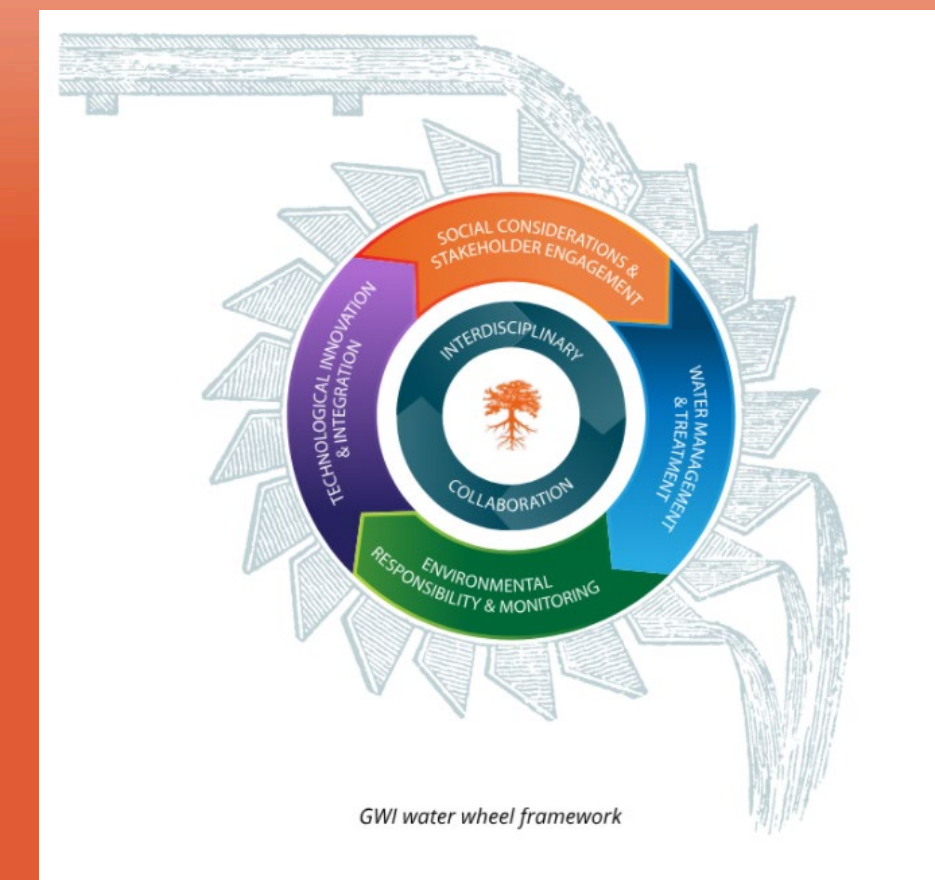 SOCIAL CONSIDERATIONS &
STAKEHOLDER ENGAGEMENT
WATER MANAGEMENT
& TREATMENT
ENVIRONMENTAL
RESPONSIBILITY & MONITORING
TECHNOLOGICAL INNOVATION
& INTEGRATION
INTERDISCIPLINARY
COLLABORATION
GWI water wheel framework